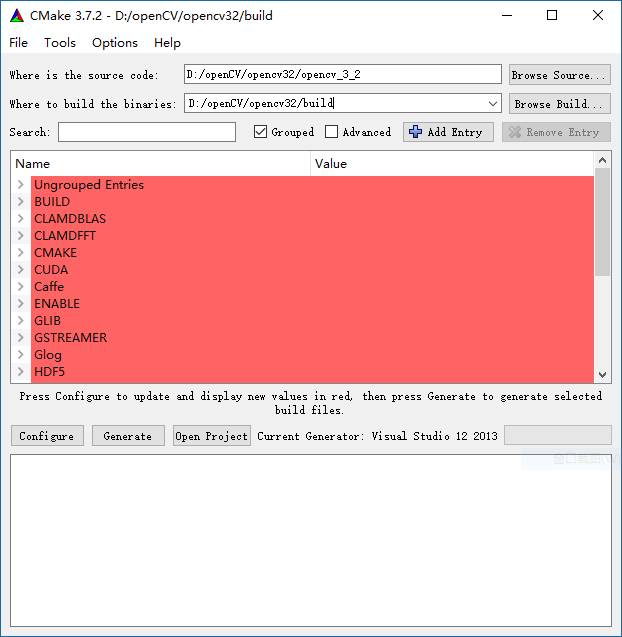 CMake 3.7.2 - D:/openCV/opencv32/build
File Tools Options Help
Where is the source code: D:/openCV/opencv32/opencv_3_2 Browse Source...
Where to build the binaries: D:/openCV/opencv32/build Browse Build...
Search: Grouped Advanced Add Entry Remove Entry
Name Value
Ungrouped Entries
BUILD
CLAMDBLAS
CLAMDFFT
CMAKE
CUDA
Caffe
ENABLE
GLIB
GSTREAMER
Glog
HDF5
Press Configure to update and display new values in red, then press Generate to generate selected
build files.
Configure Generate Open Project Current Generator: Visual Studio 12 2013